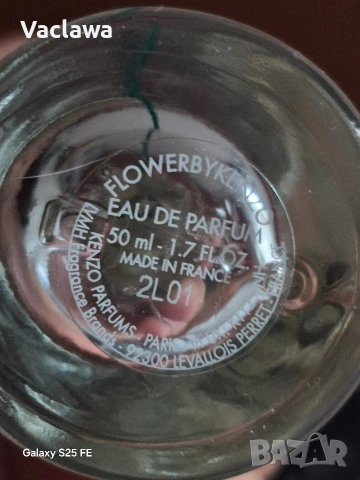 Vaclawa
FLOWERBYKENZO
EAU DE PARFUM
50 ml - 1.7 FL.OZ.
MADE IN FRANCE
2L01
KENZO PARFUMS - PARIS
LVMH Fragrance Brands - 92300 LEVALLOIS PERRET
Galaxy S25 FE
BAZAR